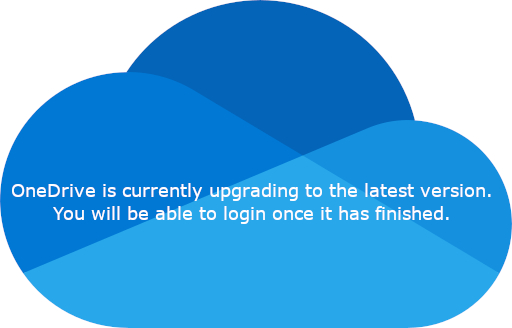 OneDrive is currently upgrading to the latest version.
You will be able to login once it has finished.